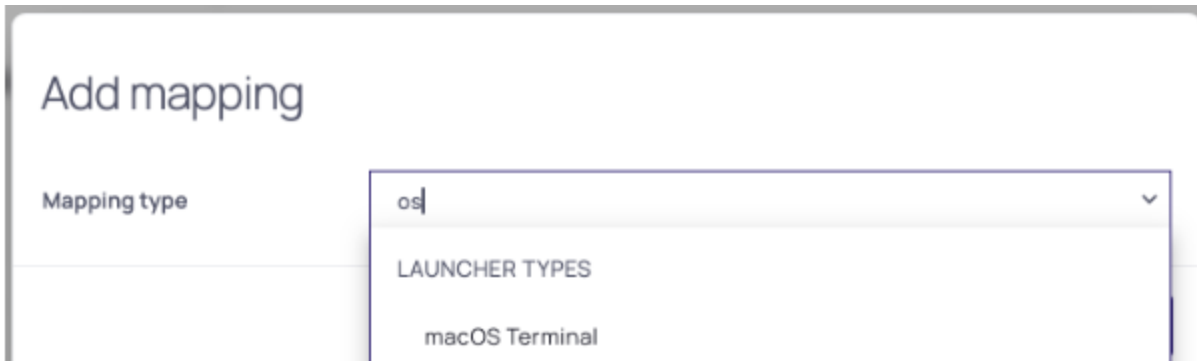 Add mapping
Mapping type
os
LAUNCHER TYPES
macOS Terminal